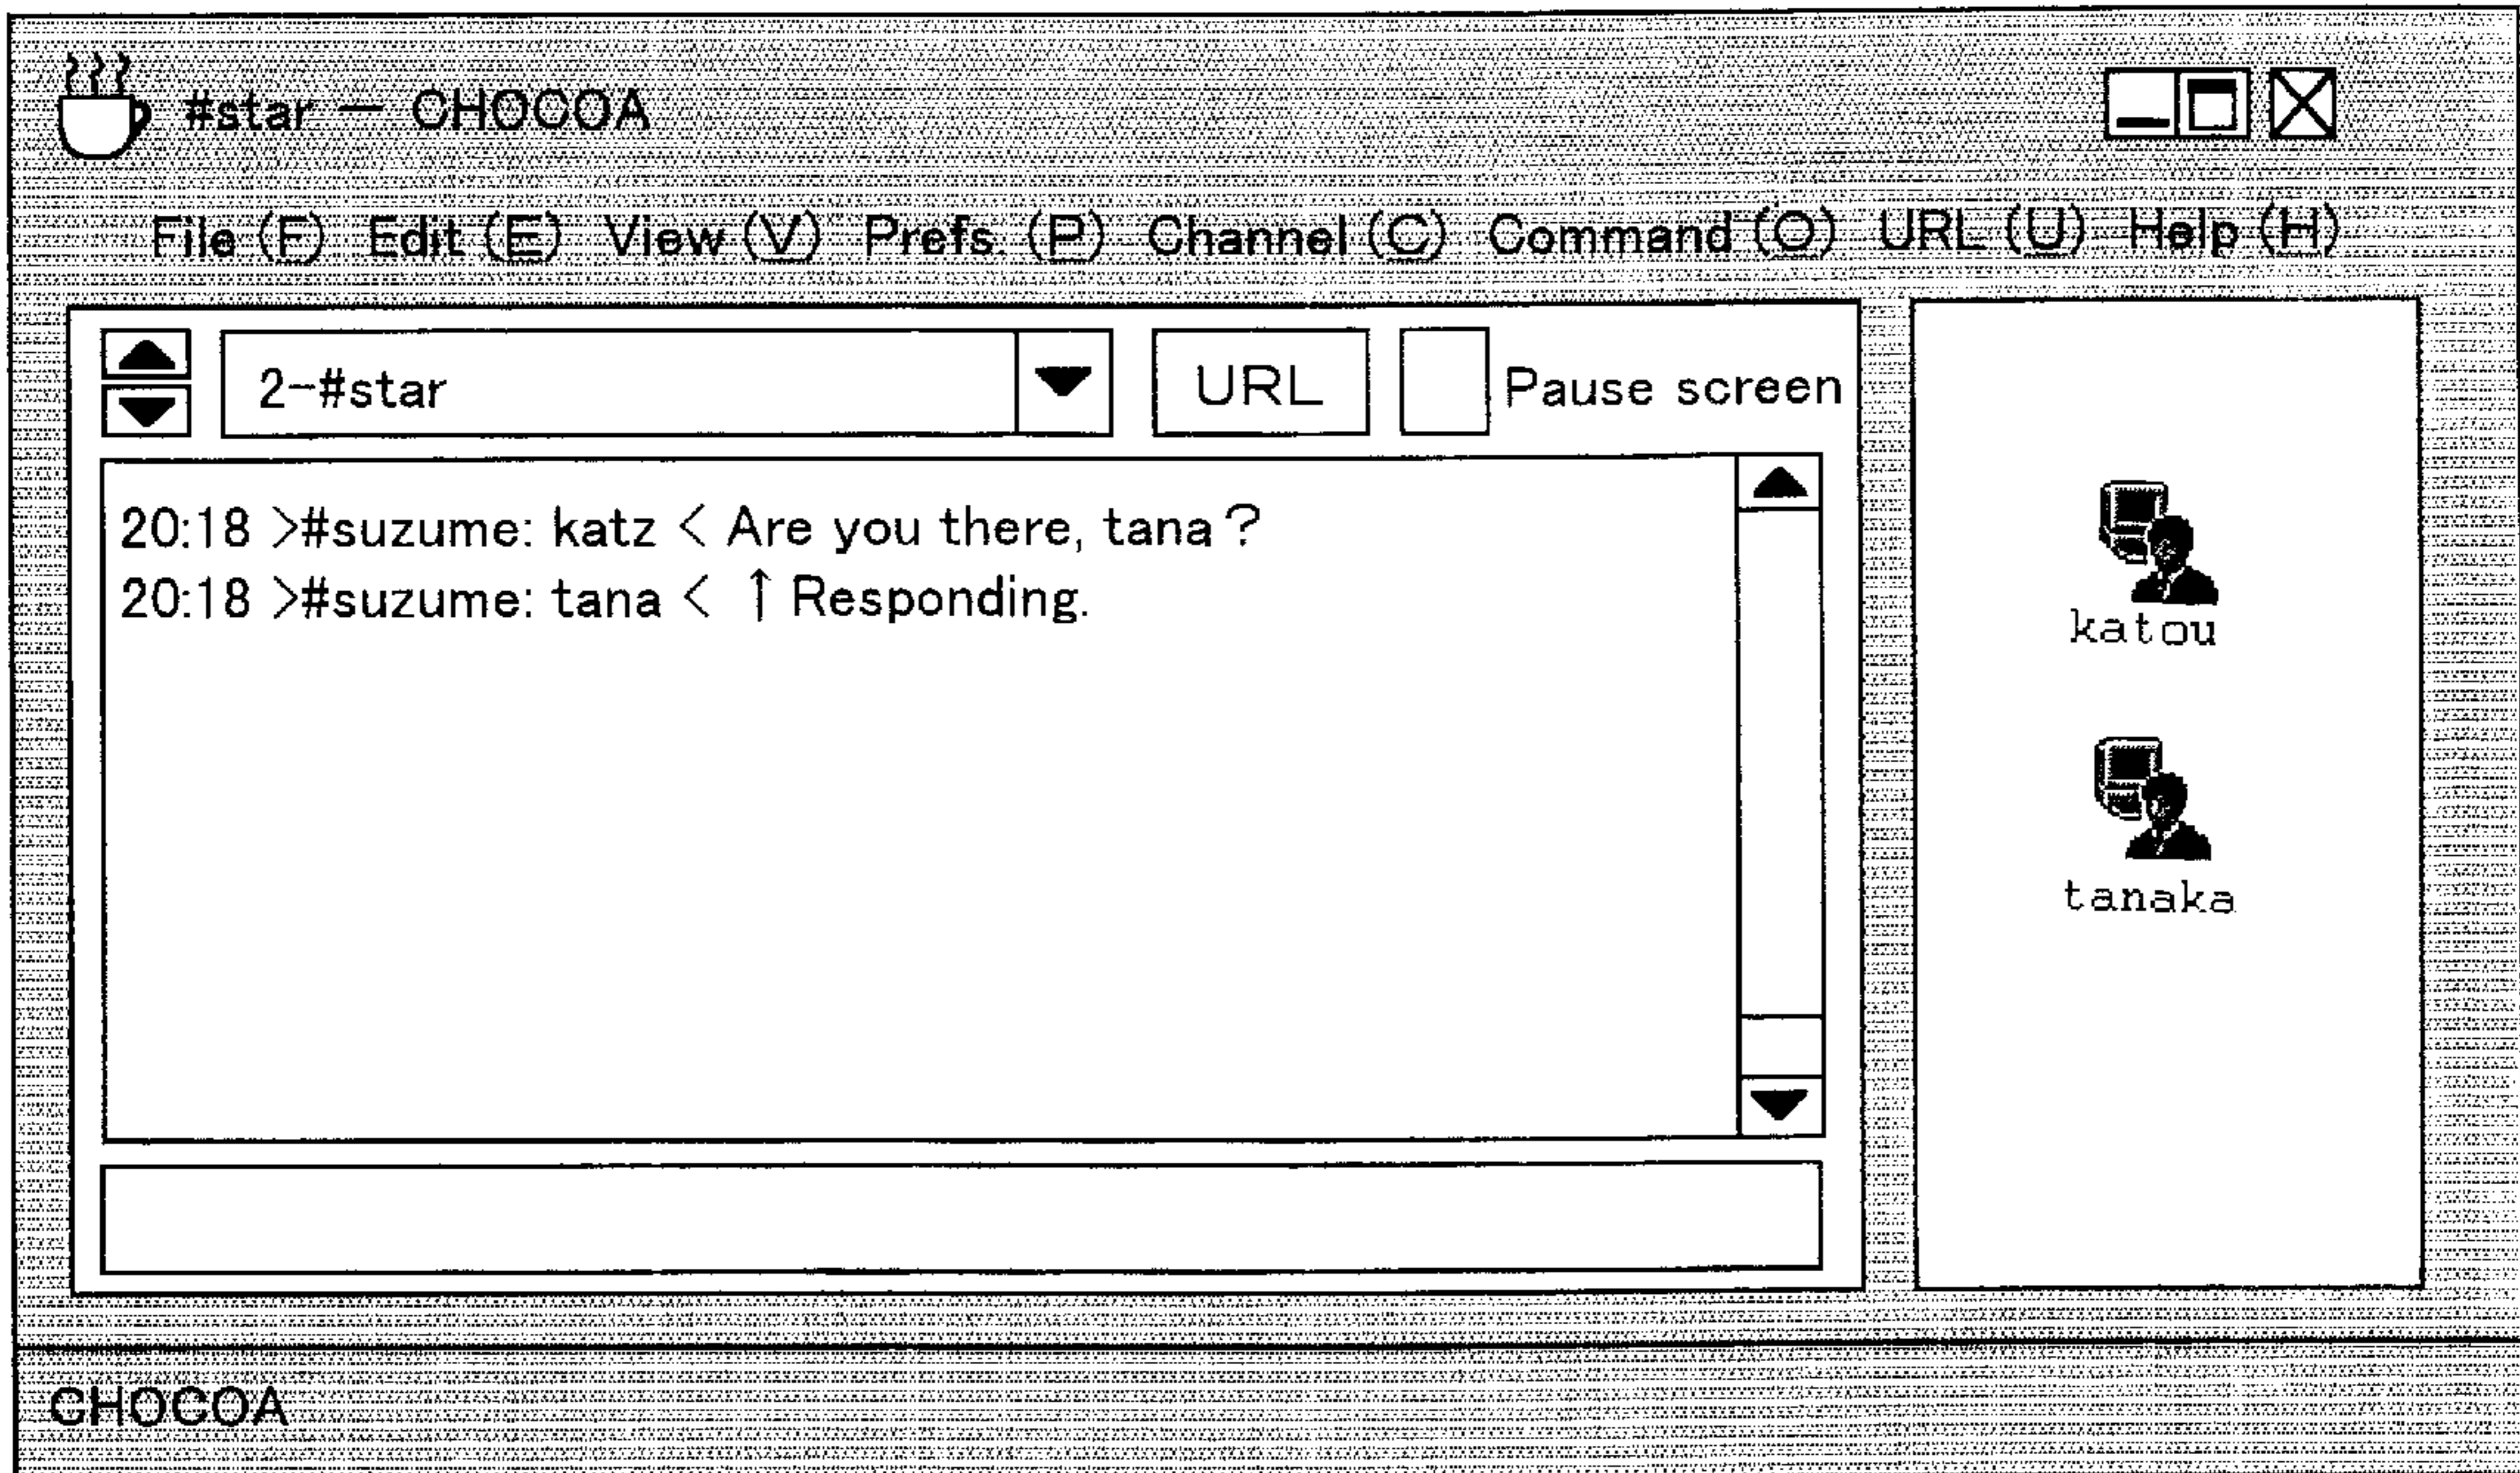 #star — CHOCOA
File (F) Edit (E) View (V) Prefs. (P) Channel (C) Command (O) URL (U) Help (H)
2-#star URL Pause screen
20:18 >#suzume: katz < Are you there, tana?
20:18 >#suzume: tana < ↑ Responding.
katou
tanaka
CHOCOA